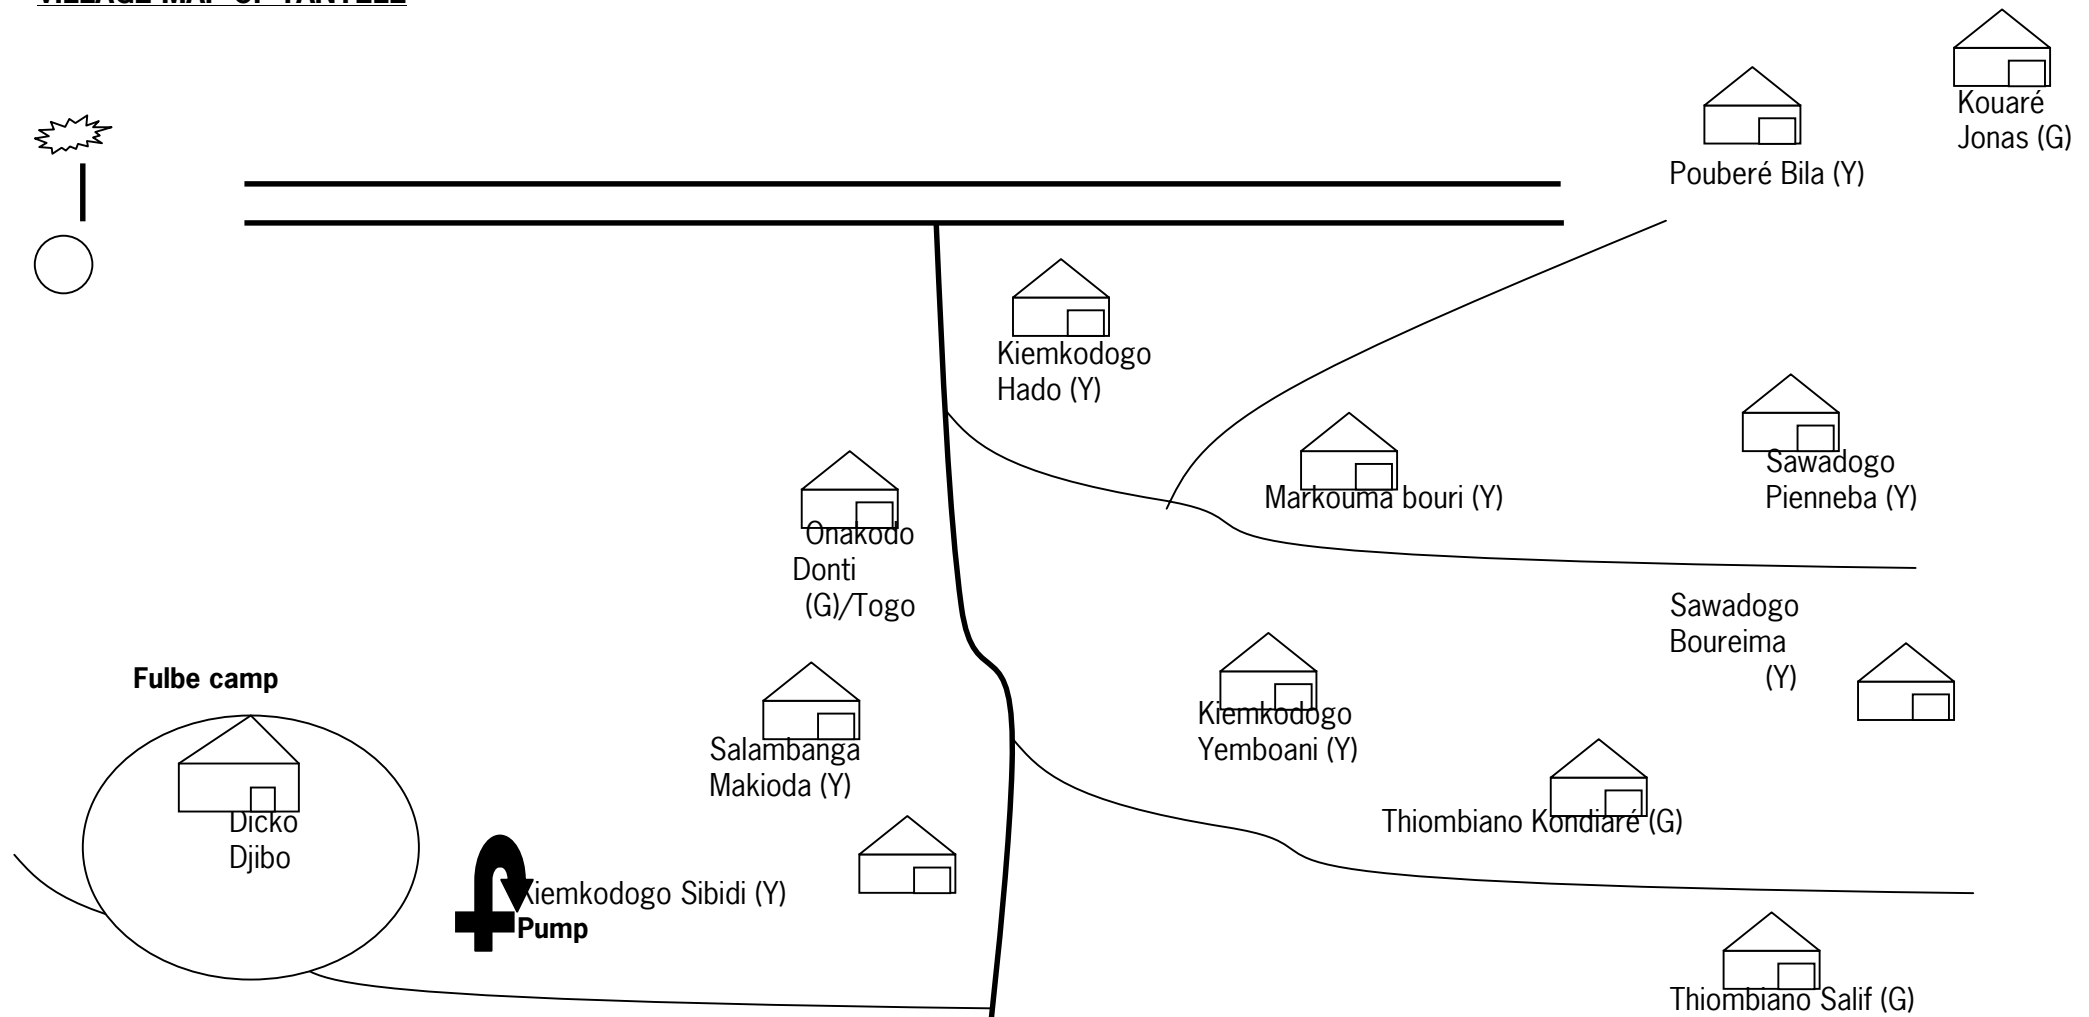 Kouaré
Jonas (G)
Pouberé Bila (Y)
Kiemkodogo
Hado (Y)
Sawadogo
Pienneba (Y)
Markouma bouri (Y)
Onakodo
Donti
(G)/Togo
Sawadogo
Boureima
(Y)
Fulbe camp
Kiemkodogo
Yemboani (Y)
Salambanga
Makioda (Y)
Thiombiano Kondiaré (G)
Dicko
Djibo
Kiemkodogo Sibidi (Y)
Pump
Thiombiano Salif (G)